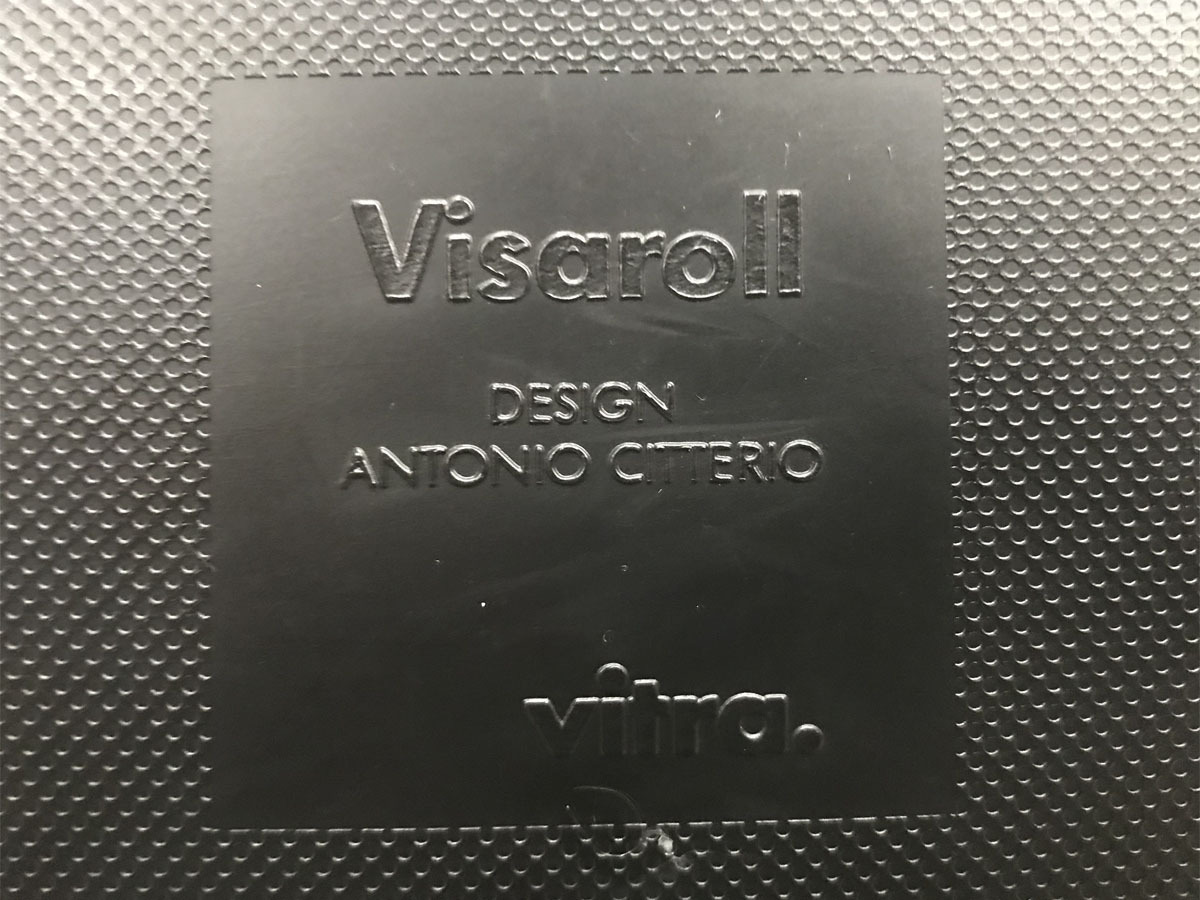 Visaroll
DESIGN
ANTONIO CITTERIO
vitra.